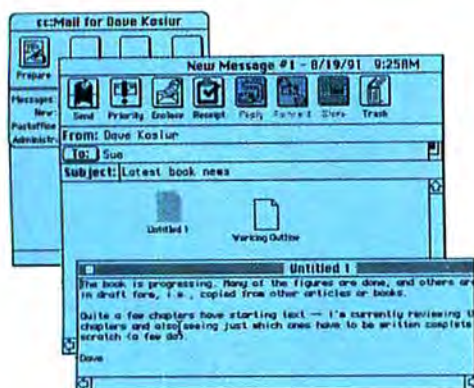 cc:Mail for Dave Kosiur
Prepare
Messages:
New:
Postoffice
Administra
New Message #1 - 8/19/91 9:25AM
Send Priority Enclose Receipt Reply Forward Store Trash
From: Dave Kosiur
To: Sue
Subject: Latest book news
Untitled 1
Working Outline
Untitled 1
The book is progressing. Many of the figures are done, and others are
in draft form, i.e., copied from other articles or books.
Quite a few chapters have starting text -- I'm currently reviewing th
chapters and also seeing just which ones have to be written complete
scratch (a few do).
Dave